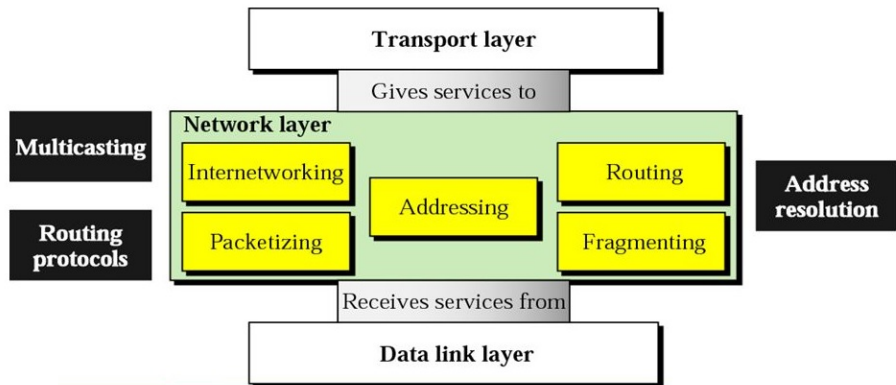 Transport layer
Gives services to
Network layer
Multicasting
Internetworking
Routing
Addressing
Address
resolution
Routing
protocols
Packetizing
Fragmenting
Receives services from
Data link layer